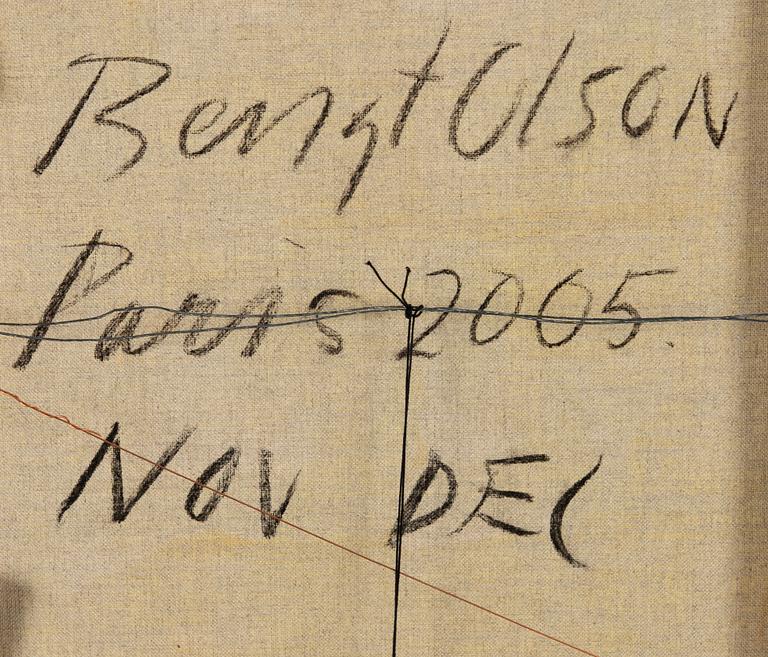 Bengt Olson
Paris 2005.
NOV DEC